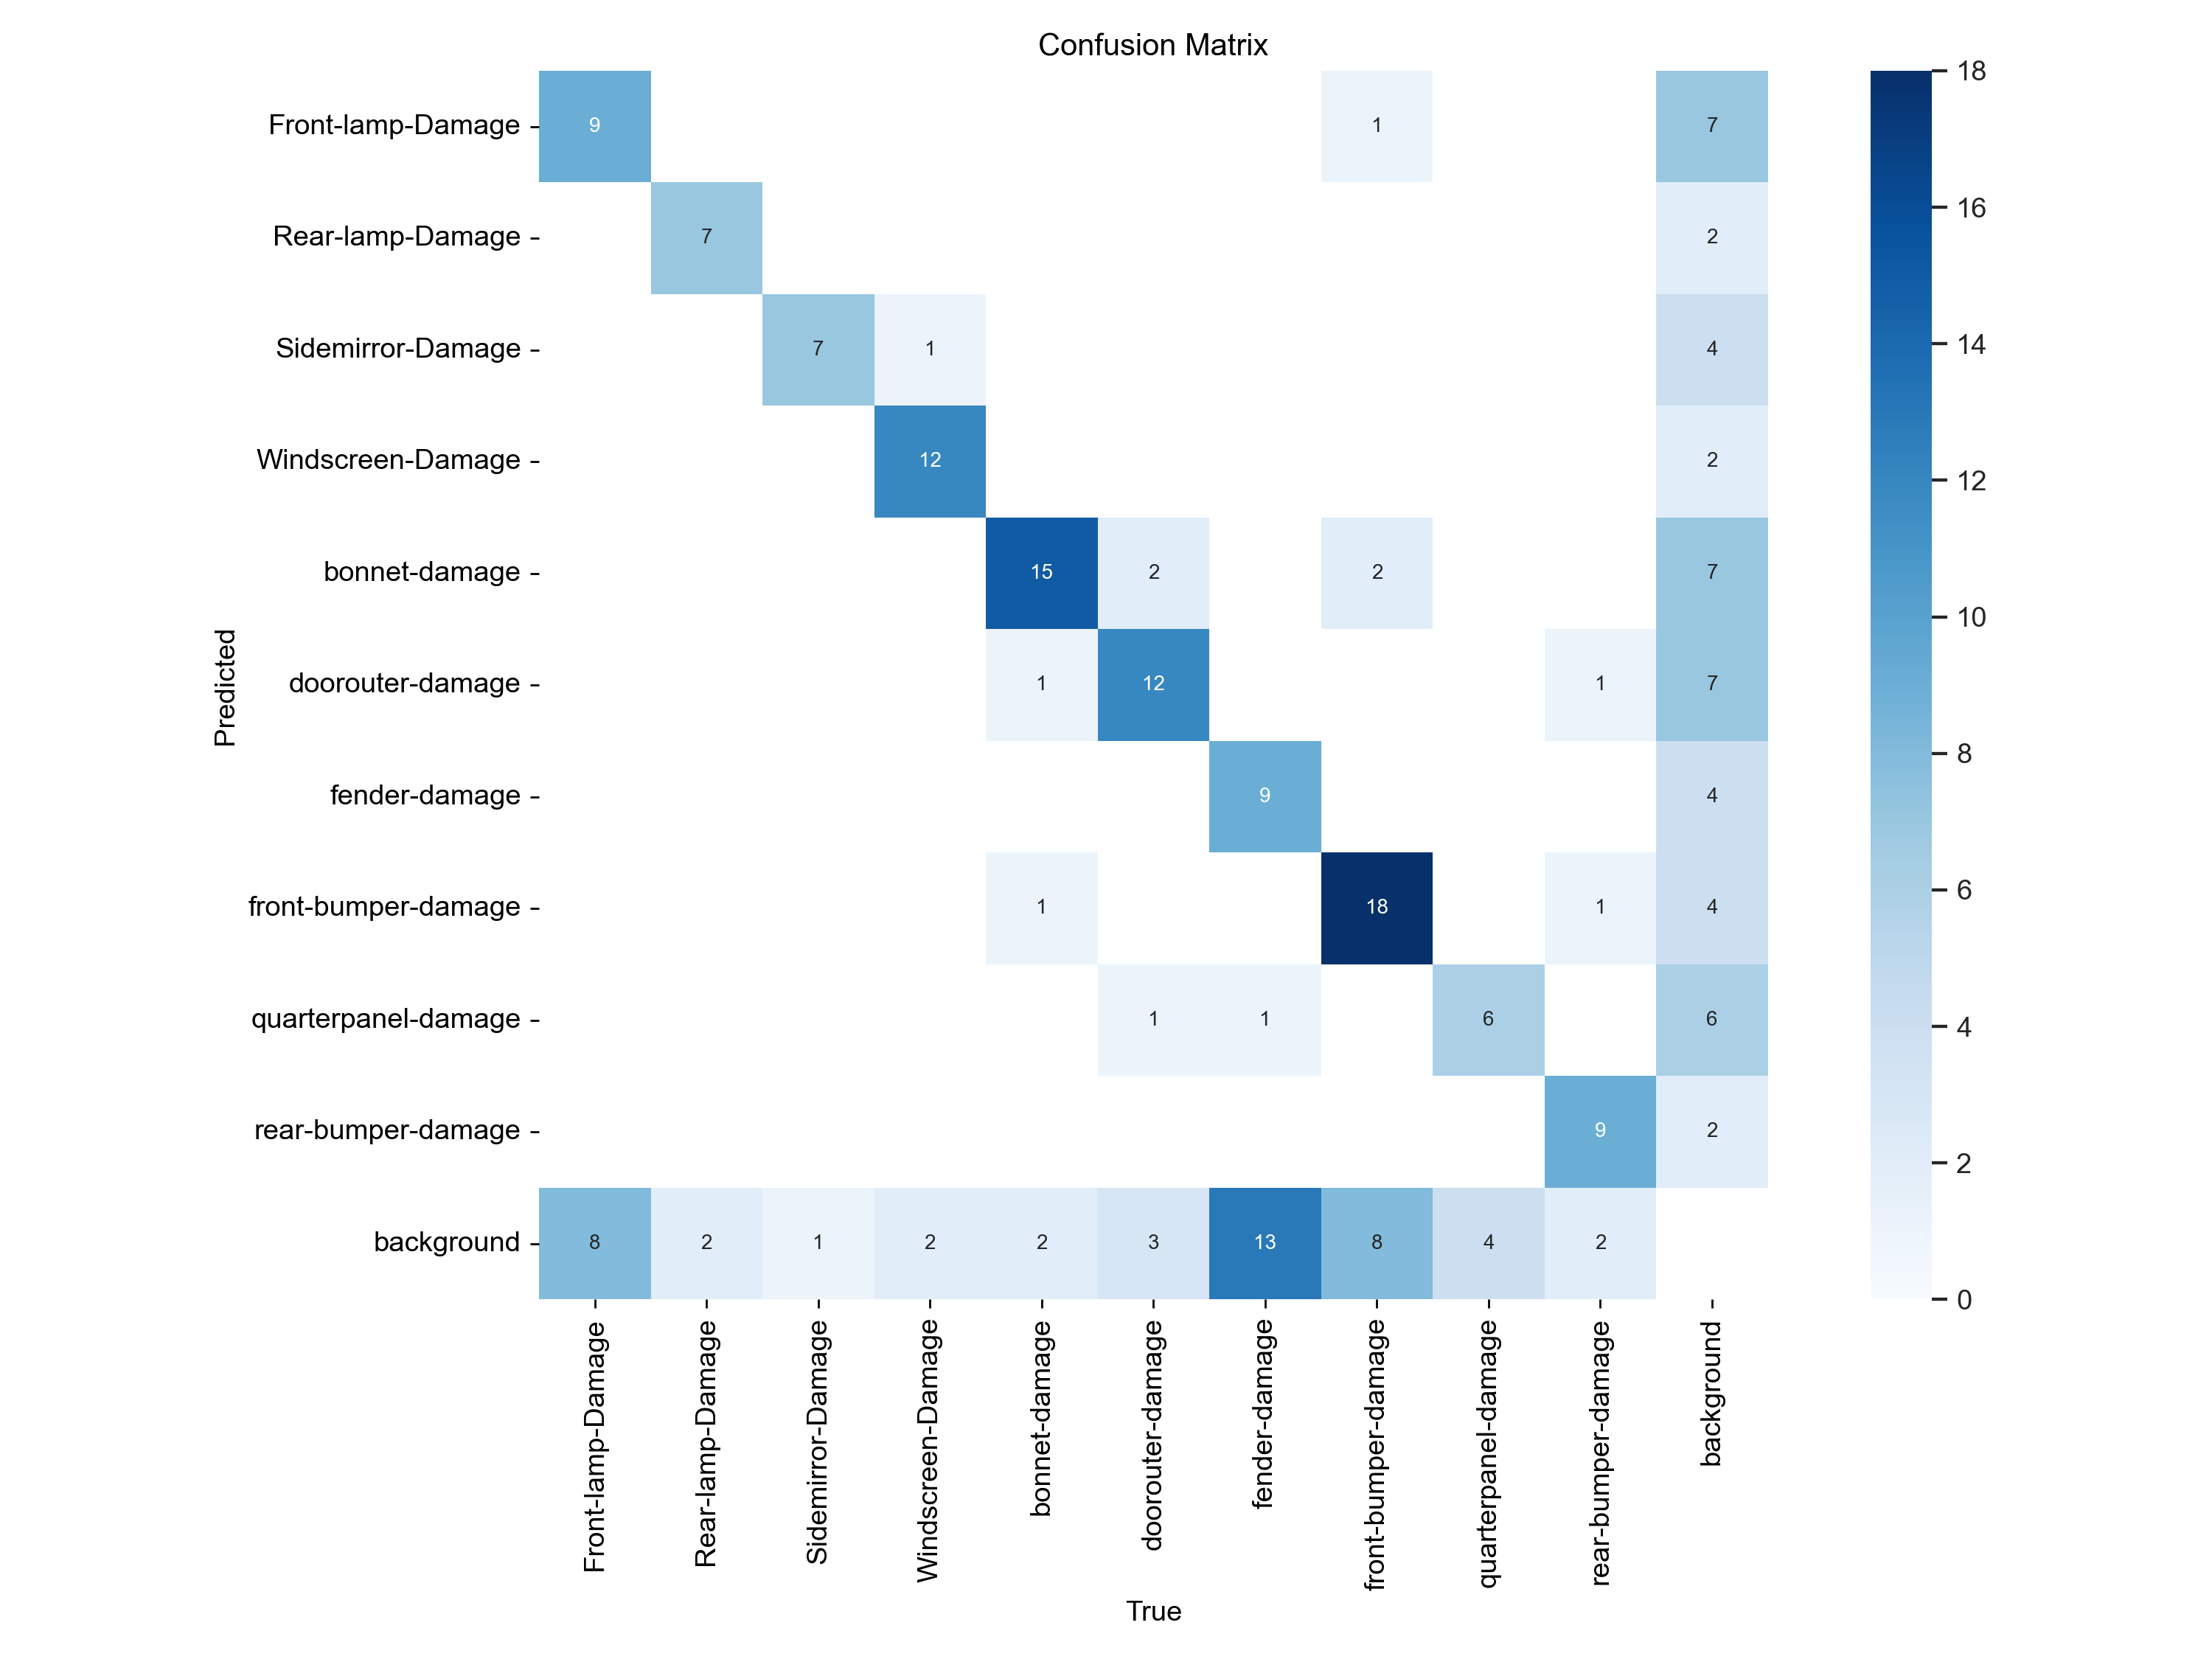 Confusion Matrix
Front-lamp-Damage 9 1 7
Rear-lamp-Damage 7 2
Sidemirror-Damage 7 1 4
Windscreen-Damage 12 2
bonnet-damage 15 2 2 7
doorouter-damage 1 12 1 7
fender-damage 9 4
front-bumper-damage 1 18 1 4
quarterpanel-damage 1 1 6 6
rear-bumper-damage 9 2
background 8 2 1 2 2 3 13 8 4 2
Predicted
Front-lamp-Damage
Rear-lamp-Damage
Sidemirror-Damage
Windscreen-Damage
bonnet-damage
doorouter-damage
fender-damage
front-bumper-damage
quarterpanel-damage
rear-bumper-damage
background
True
18
16
14
12
10
8
6
4
2
0